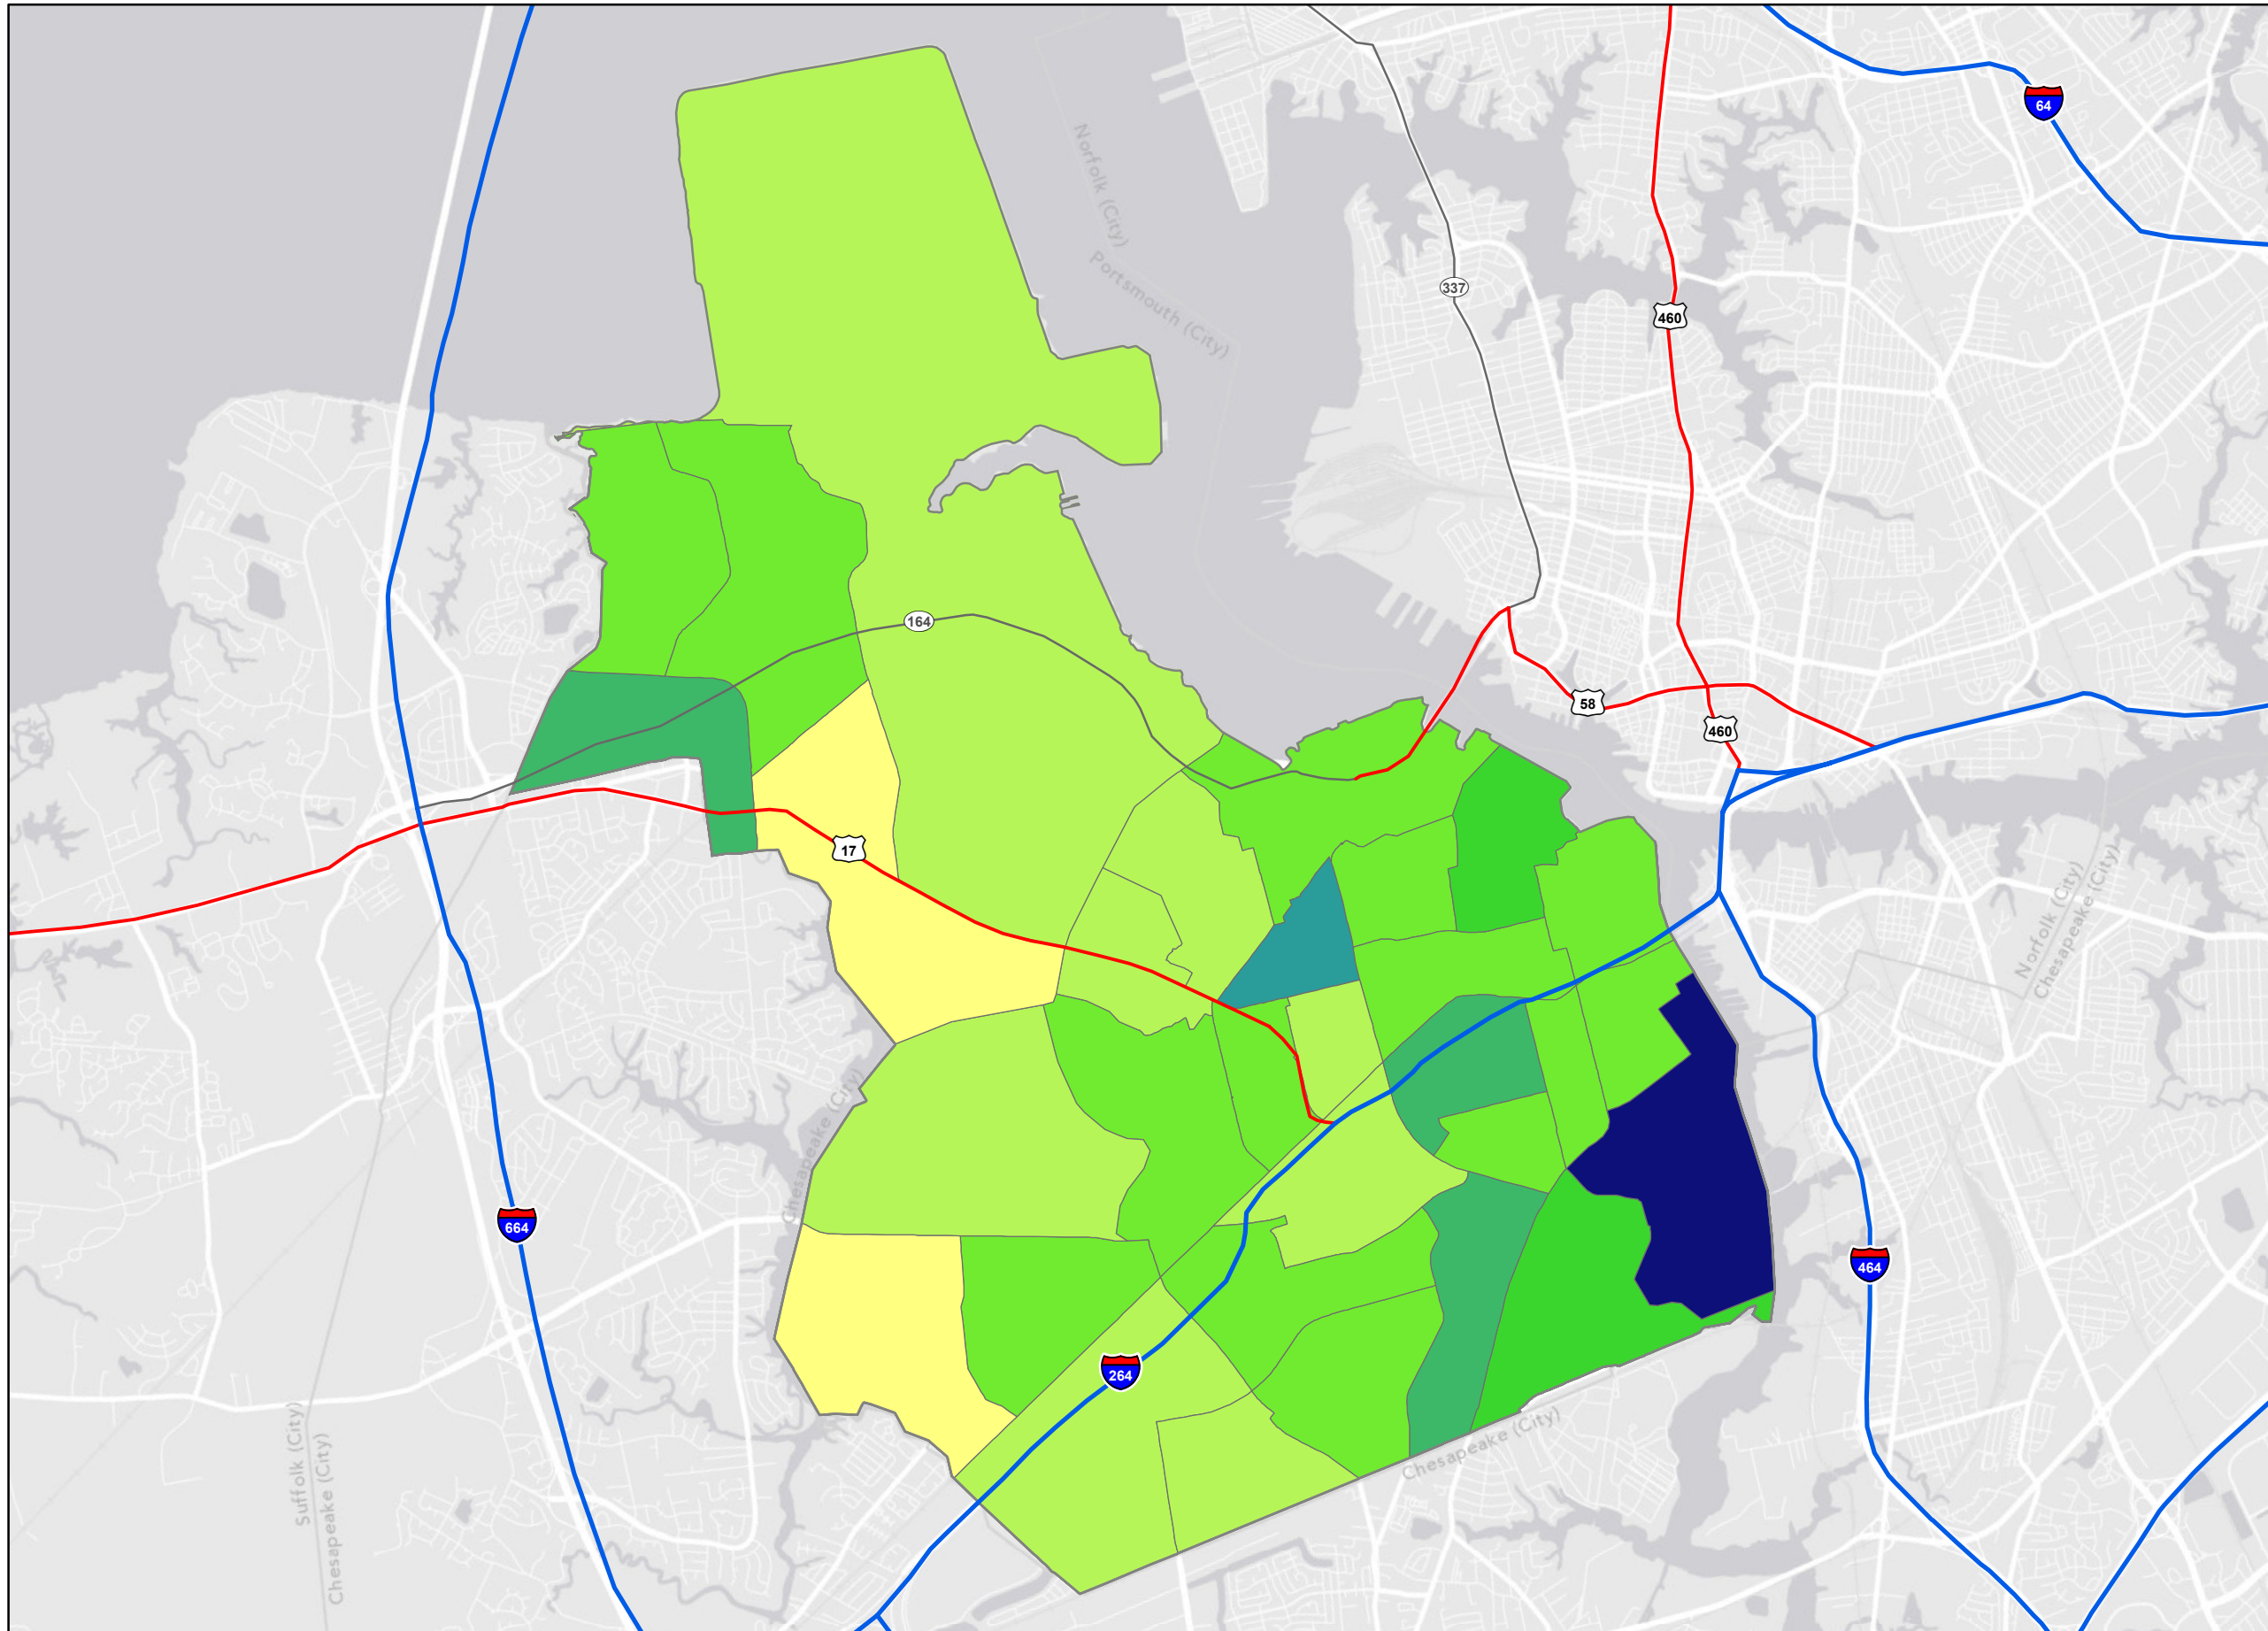 64
Norfolk (City)
Portsmouth (City)
337
460
164
58
460
17
Norfolk (City)
Chesapeake (City)
Chesapeake (City)
664
464
264
Suffolk (City)
Chesapeake (City)
Chesapeake (City)